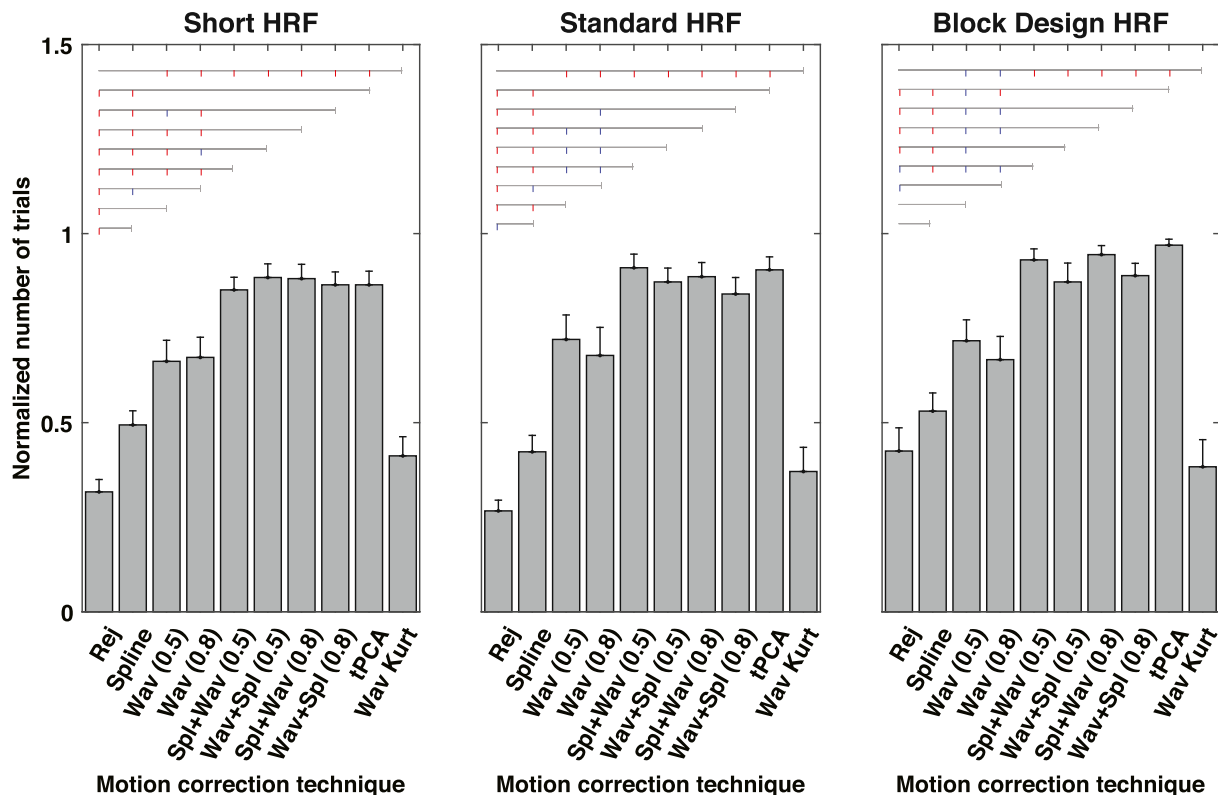 Short HRF
Standard HRF
Block Design HRF
Normalized number of trials
1.5
1
0.5
0
Rej
Spline
Wav (0.5)
Wav (0.8)
Spl+Wav (0.5)
Wav+Spl (0.5)
Spl+Wav (0.8)
Wav+Spl (0.8)
tPCA
Wav Kurt
Rej
Spline
Wav (0.5)
Wav (0.8)
Spl+Wav (0.5)
Wav+Spl (0.5)
Spl+Wav (0.8)
Wav+Spl (0.8)
tPCA
Wav Kurt
Rej
Spline
Wav (0.5)
Wav (0.8)
Spl+Wav (0.5)
Wav+Spl (0.5)
Spl+Wav (0.8)
Wav+Spl (0.8)
tPCA
Wav Kurt
Motion correction technique
Motion correction technique
Motion correction technique